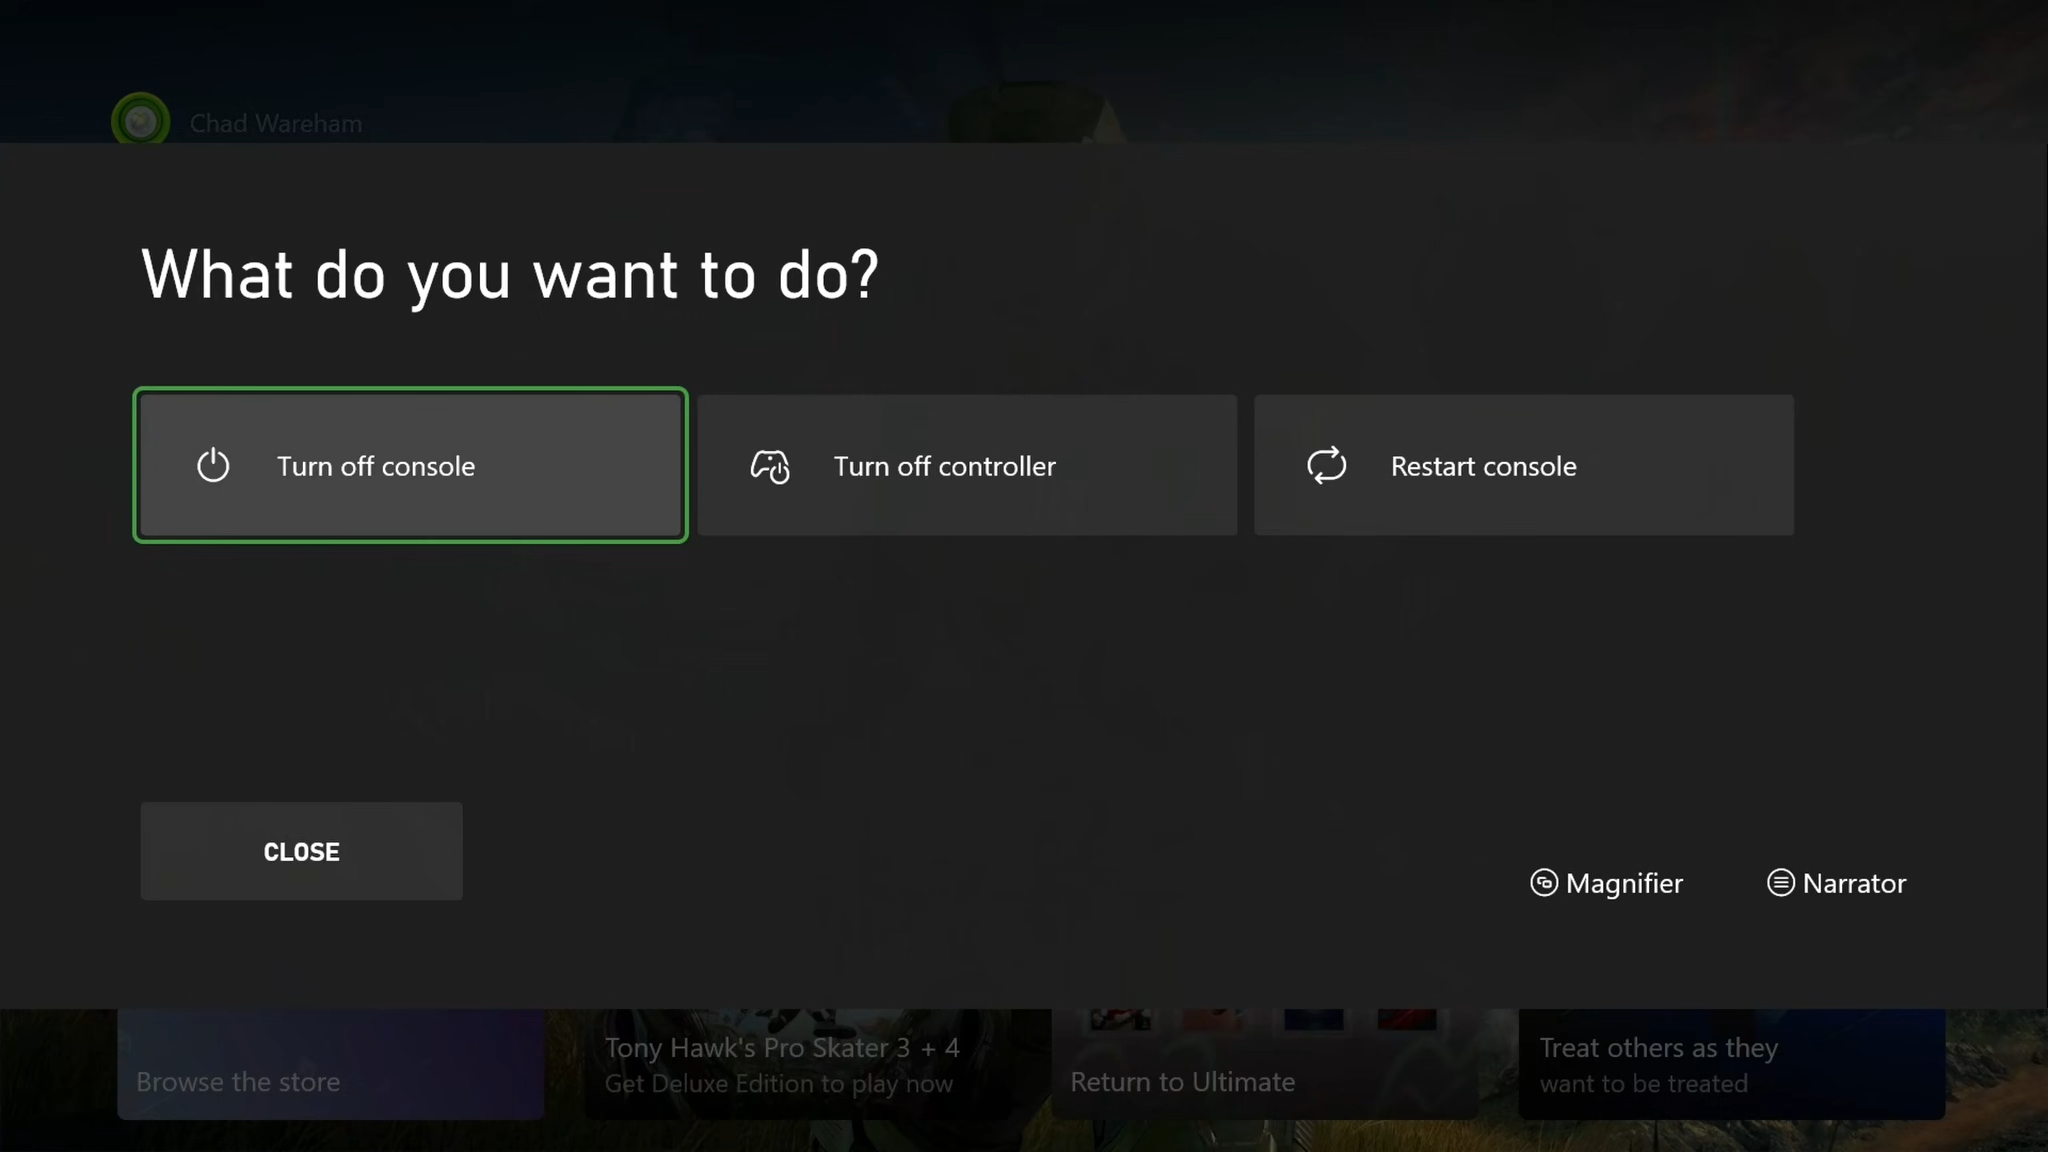 Chad Wareham
What do you want to do?
Turn off console
Turn off controller
Restart console
CLOSE
Magnifier
Narrator
Browse the store
Tony Hawk's Pro Skater 3 + 4
Get Deluxe Edition to play now
Return to Ultimate
Treat others as they
want to be treated